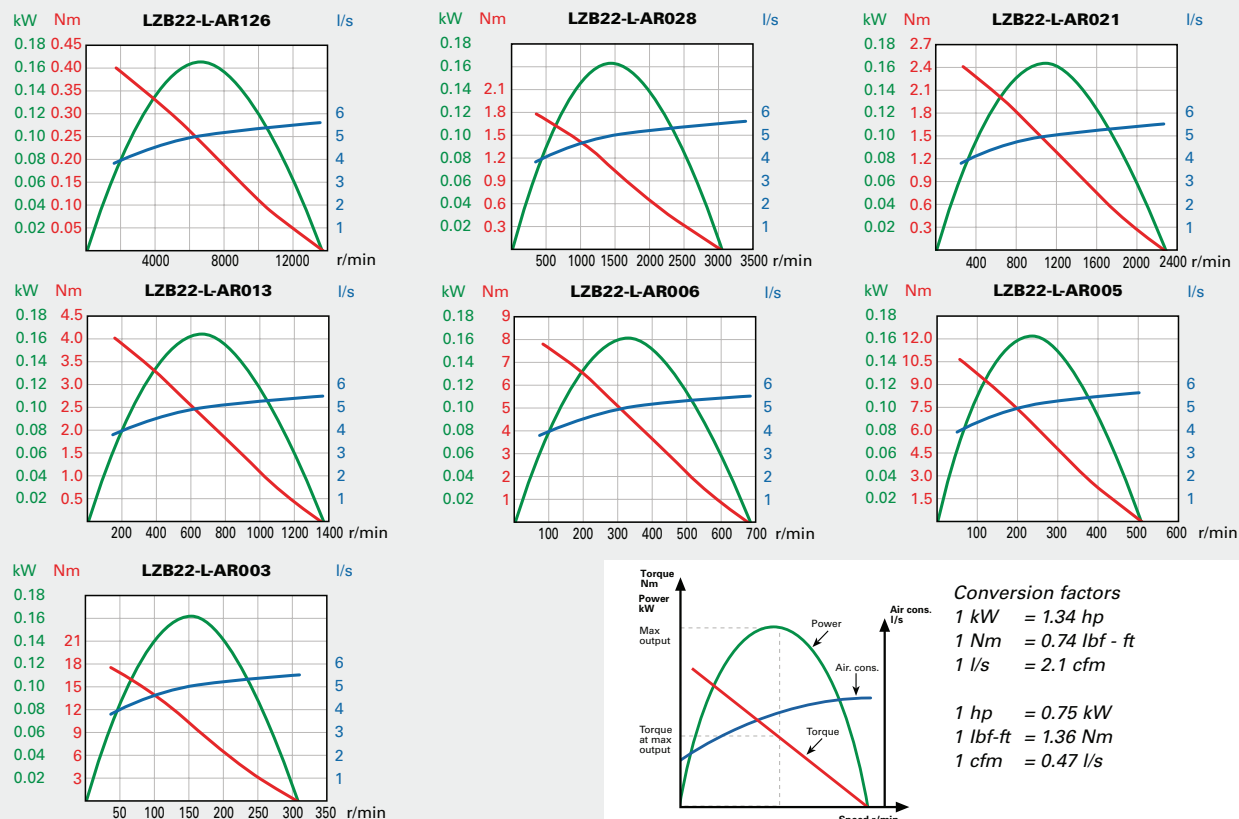 kW Nm LZB22-L-AR126 l/s
0.18 0.45
0.16 0.40
0.14 0.35
0.12 0.30 6
0.10 0.25 5
0.08 0.20 4
0.06 0.15 3
0.04 0.10 2
0.02 0.05 1
4000 8000 12000 r/min
kW Nm LZB22-L-AR028 l/s
0.18
0.16
0.14 2.1
0.12 1.8 6
0.10 1.5 5
0.08 1.2 4
0.06 0.9 3
0.04 0.6 2
0.02 0.3 1
500 1000 1500 2000 2500 3000 3500 r/min
kW Nm LZB22-L-AR021 l/s
0.18 2.7
0.16 2.4
0.14 2.1
0.12 1.8 6
0.10 1.5 5
0.08 1.2 4
0.06 0.9 3
0.04 0.6 2
0.02 0.3 1
400 800 1200 1600 2000 2400 r/min
kW Nm LZB22-L-AR013 l/s
0.18 4.5
0.16 4.0
0.14 3.5
0.12 3.0 6
0.10 2.5 5
0.08 2.0 4
0.06 1.5 3
0.04 1.0 2
0.02 0.5 1
200 400 600 800 1000 1200 1400 r/min
kW Nm LZB22-L-AR006 l/s
0.18 9
0.16 8
0.14 7
0.12 6 6
0.10 5 5
0.08 4 4
0.06 3 3
0.04 2 2
0.02 1 1
100 200 300 400 500 600 700 r/min
kW Nm LZB22-L-AR005 l/s
0.18
0.16 12.0
0.14 10.5
0.12 9.0 6
0.10 7.5 5
0.08 6.0 4
0.06 4.5 3
0.04 3.0 2
0.02 1.5 1
100 200 300 400 500 600 r/min
kW Nm LZB22-L-AR003 l/s
0.18
0.16
0.14 21
0.12 18 6
0.10 15 5
0.08 12 4
0.06 9 3
0.04 6 2
0.02 3 1
50 100 150 200 250 300 350 r/min
Torque
Nm
Power
kW
Max
output
Torque
at max
output
Power
Air. cons.
Torque
Air cons.
l/s
Speed r/min
Conversion factors
1 kW = 1.34 hp
1 Nm = 0.74 lbf - ft
1 l/s = 2.1 cfm
1 hp = 0.75 kW
1 lbf-ft = 1.36 Nm
1 cfm = 0.47 l/s